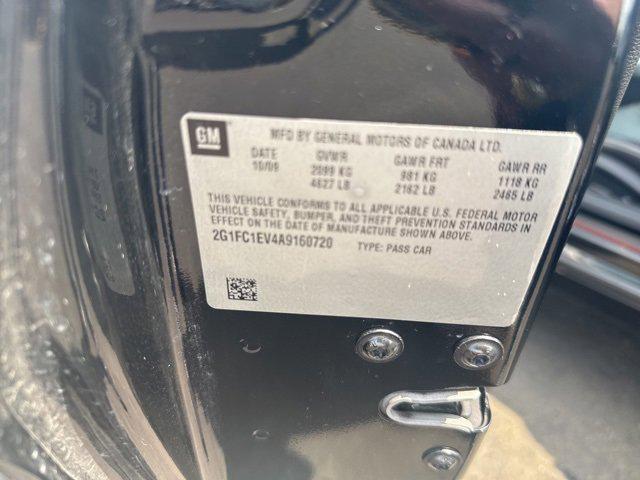 GM
MFD BY GENERAL MOTORS OF CANADA LTD.
DATE GVWR GAWR FRT GAWR RR
10/09 2099 KG 981 KG 1118 KG
4627 LB 2162 LB 2465 LB
THIS VEHICLE CONFORMS TO ALL APPLICABLE U.S. FEDERAL MOTOR
VEHICLE SAFETY, BUMPER, AND THEFT PREVENTION STANDARDS IN
EFFECT ON THE DATE OF MANUFACTURE SHOWN ABOVE.
2G1FC1EV4A9160720 TYPE: PASS CAR